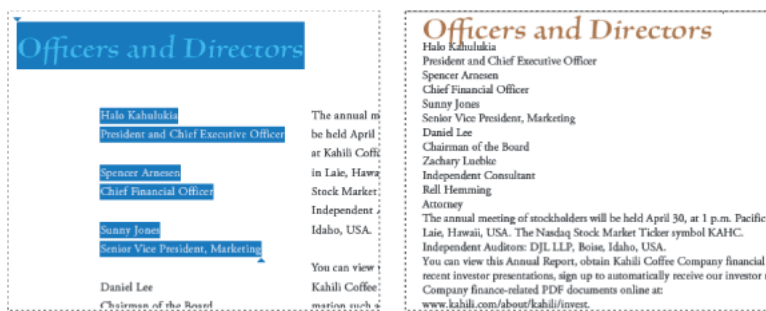 Officers and Directors
Halo Kahulukia
President and Chief Executive Officer
Spencer Arnesen
Chief Financial Officer
Sunny Jones
Senior Vice President, Marketing
Daniel Lee
Chairman of the Board
The annual m
be held April
at Kahili Coff
in Laie, Hawa
Stock Market
Independent
Idaho, USA.
You can view
Kahili Coffee
mation such a
Officers and Directors
Halo Kahulukia
President and Chief Executive Officer
Spencer Arnesen
Chief Financial Officer
Sunny Jones
Senior Vice President, Marketing
Daniel Lee
Chairman of the Board
Zachary Luebke
Independent Consultant
Rell Hemming
Attorney
The annual meeting of stockholders will be held April 30, at 1 p.m. Pacific
Laie, Hawaii, USA. The Nasdaq Stock Market Ticker symbol KAHC.
Independent Auditors: DJL LLP, Boise, Idaho, USA.
You can view this Annual Report, obtain Kahili Coffee Company financial
recent investor presentations, sign up to automatically receive our investor
Company finance-related PDF documents online at:
www.kahili.com/about/kahili/invest.